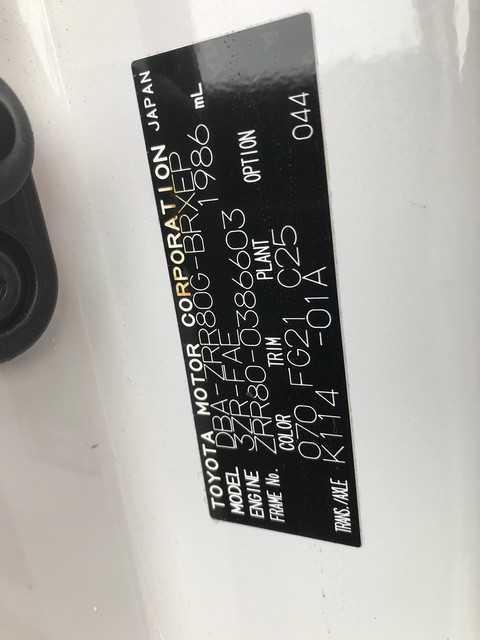 TOYOTA MOTOR CORPORATION JAPAN
MODEL DBA-ZRR80G-BRXEP
ENGINE 3ZR-FAE 1986 mL
FRAME No. ZRR80-0386603
COLOR TRIM PLANT OPTION
070 FG21 C25 044
TRANS./AXLE K114 -01A